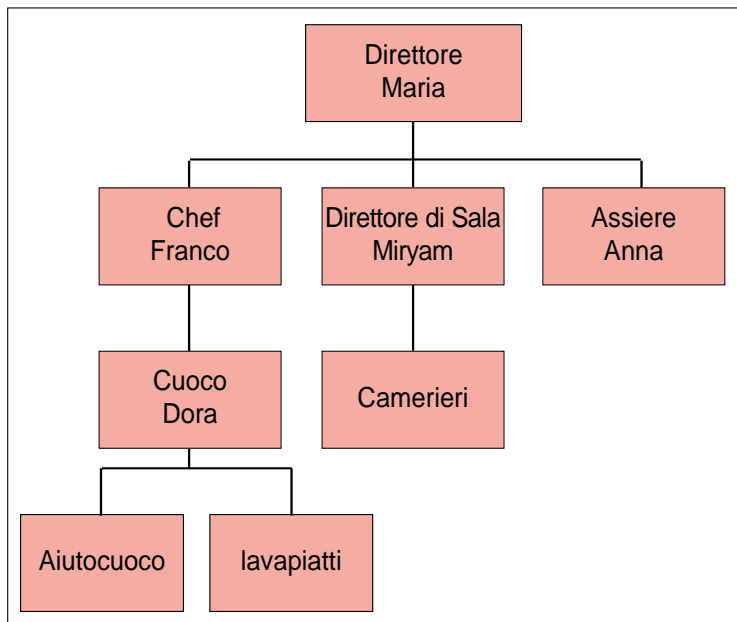 Direttore
Maria
Chef
Franco
Direttore di Sala
Miryam
Assiere
Anna
Cuoco
Dora
Camerieri
Aiutocuoco
lavapiatti